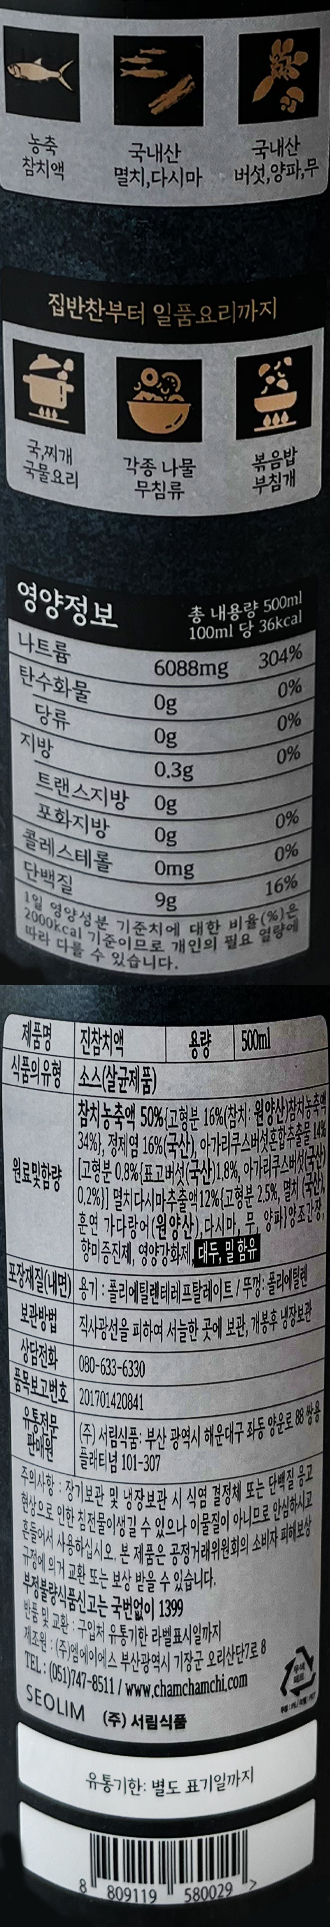 농축
참치액
국내산
멸치,다시마
국내산
버섯,양파,무
집반찬부터 일품요리까지
국,찌개
국물요리
각종 나물
무침류
볶음밥
부침개
영양정보
총 내용량 500ml
100ml 당 36kcal
나트륨 6088mg 304%
탄수화물 0g 0%
당류 0g 0%
지방 0.3g 0%
트랜스지방 0g
포화지방 0g 0%
콜레스테롤 0mg 0%
단백질 9g 16%
1일 영양성분 기준치에 대한 비율(%)은
2000kcal 기준이므로 개인의 필요 열량에
따라 다를 수 있습니다.
제품명 진참치액 용량 500ml
식품의유형 소스(살균제품)
원료및함량
참치농축액 50%{고형분 16%(참치: 원양산)참치농축액
34%}, 정제염 16%(국산), 아가리쿠스버섯혼합추출물 14%
[고형분 0.8%{표고버섯(국산)1.8%, 아가리쿠스버섯(국산)
0.2%}] 멸치다시마추출액12%{고형분 2.5%, 멸치 (국산),
훈연 가다랑어(원양산), 다시마, 무, 양파}양조간장,
향미증진제, 영양강화제 대두, 밀 함유
포장재질(내면) 용기 : 폴리에틸렌테레프탈레이트 / 뚜껑: 폴리에틸렌
보관방법 직사광선을 피하여 서늘한 곳에 보관, 개봉후 냉장보관
상담전화 080-633-6330
품목보고번호 201701420841
유통전문
판매원
(주) 서림식품: 부산 광역시 해운대구 좌동 양운로 88 쌍용
플래티넘 101-307
주의사항 : 장기보관 및 냉장보관 시 식염 결정체 또는 단백질 응고
현상으로 인한 침전물이생길 수 있으나 이물질이 아니므로 안심하시고
흔들어서 사용하십시오. 본 제품은 공정거래위원회의 소비자 피해보상
규정에 의거 교환 또는 보상 받을 수 있습니다.
부정불량식품신고는 국번없이 1399
반품 및 교환 : 구입처 유통기한 라벨표시일까지
제조원 : (주)엠에이에스 부산광역시 기장군 오리산단7로 8
TEL : (051)747-8511 / www.chamchamchi.com
SEOLIM (주) 서림식품
유통기한: 별도 표기일까지
8 809119 580029 >